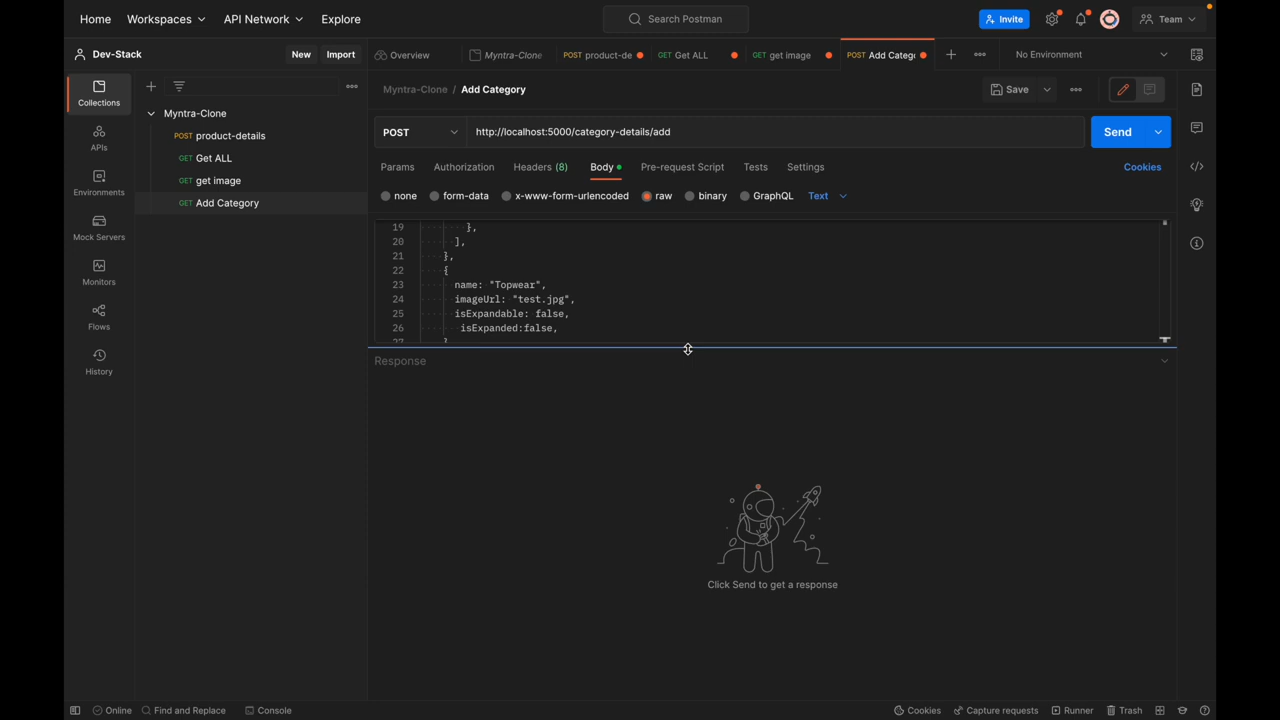 Home Workspaces API Network Explore Search Postman Invite Team
Dev-Stack New Import Overview Myntra-Clone POST product-de GET Get ALL GET get image POST Add Catego No Environment
Collections
APIs
Environments
Mock Servers
Monitors
Flows
History
Myntra-Clone
POST product-details
GET Get ALL
GET get image
GET Add Category
Myntra-Clone / Add Category Save
POST http://localhost:5000/category-details/add Send
Params Authorization Headers (8) Body Pre-request Script Tests Settings Cookies
none form-data x-www-form-urlencoded raw binary GraphQL Text
19 },
20 ],
21 },
22 {
23 name: "Topwear",
24 imageUrl: "test.jpg",
25 isExpandable: false,
26 isExpanded:false,
27 }
Response
Click Send to get a response
Online Find and Replace Console Cookies Capture requests Runner Trash